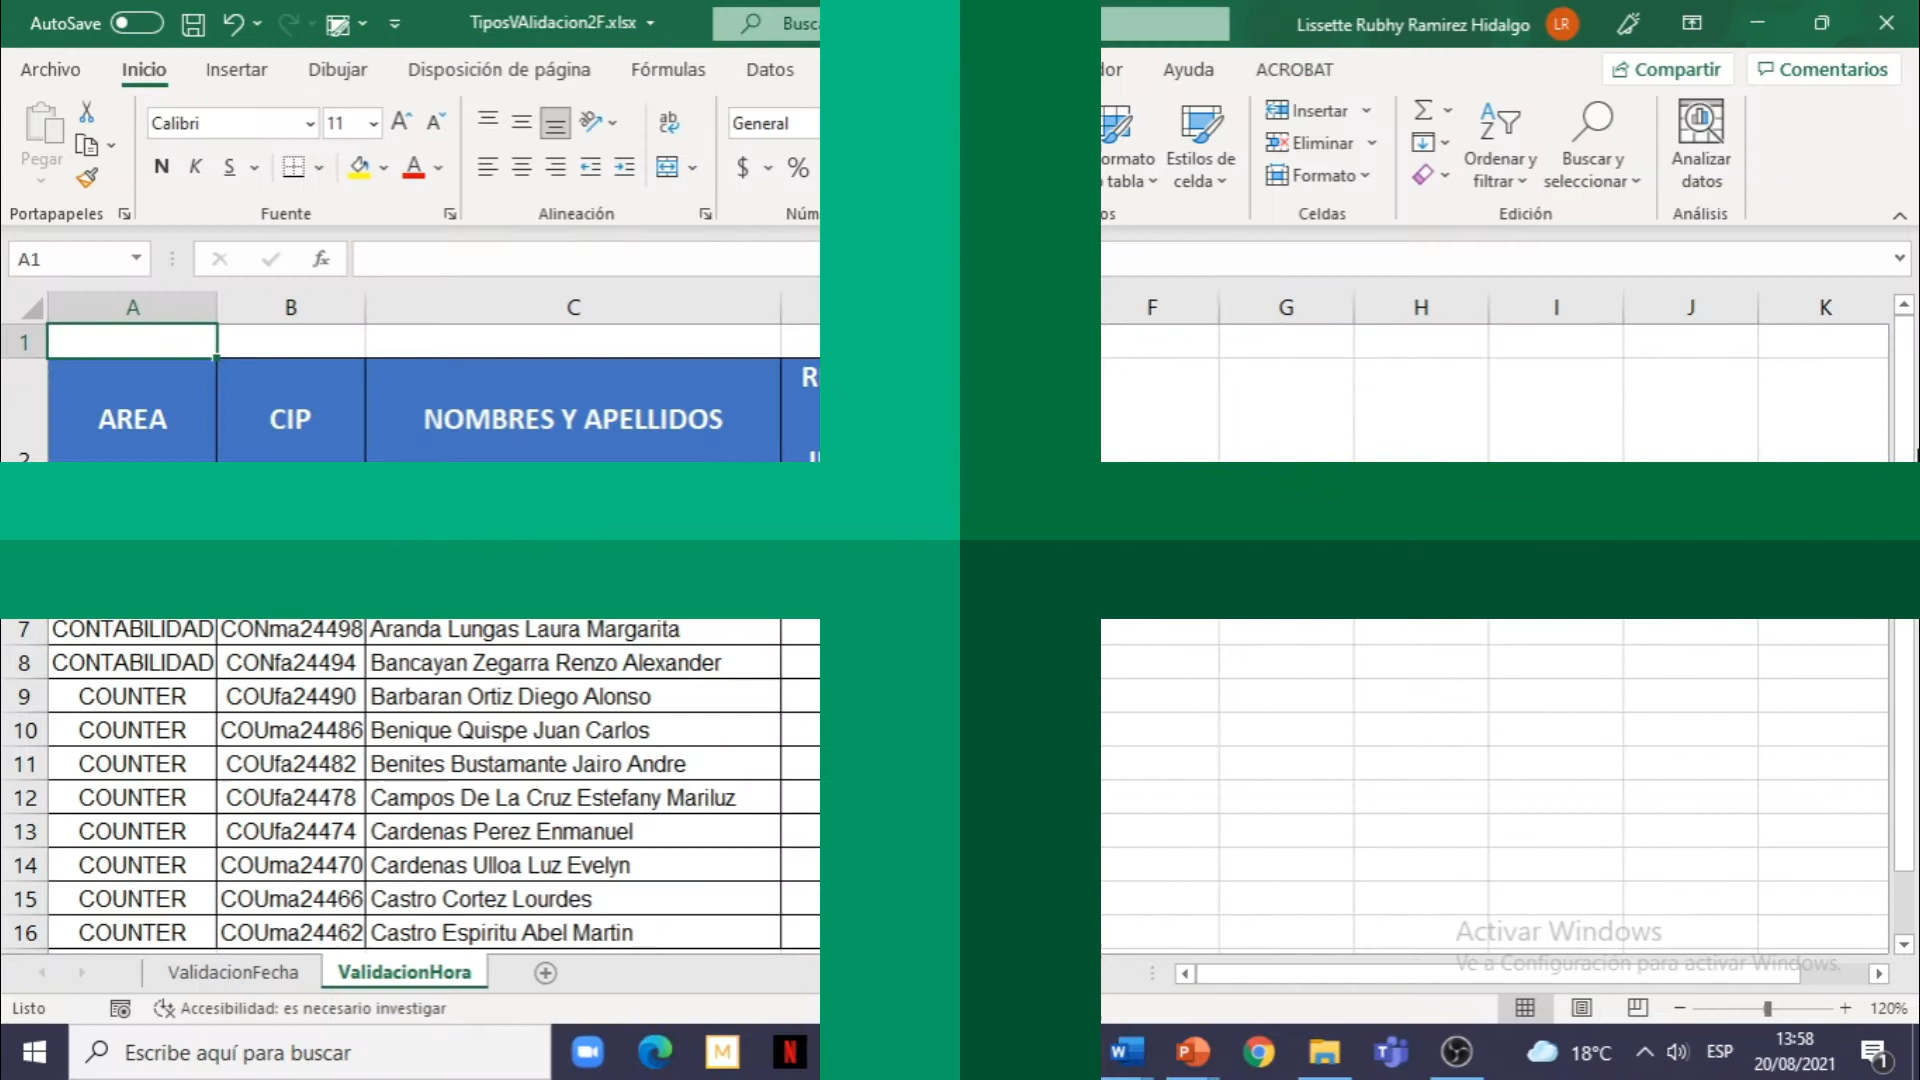 AutoSave
TiposVAlidacion2F.xlsx
Lissette Rubhy Ramirez Hidalgo
LR
Archivo
Inicio
Insertar
Dibujar
Disposición de página
Fórmulas
Datos
Ayuda
ACROBAT
Compartir
Comentarios
Pegar
Calibri
11
General
N K S
$ %
Estilos de celda
Insertar
Eliminar
Formato
Ordenar y filtrar
Buscar y seleccionar
Analizar datos
Portapapeles
Fuente
Alineación
Celdas
Edición
Análisis
A1
fx
A B C F G H I J K
1
AREA CIP NOMBRES Y APELLIDOS
7 CONTABILIDAD CONma24498 Aranda Lungas Laura Margarita
8 CONTABILIDAD CONfa24494 Bancayan Zegarra Renzo Alexander
9 COUNTER COUfa24490 Barbaran Ortiz Diego Alonso
10 COUNTER COUma24486 Benique Quispe Juan Carlos
11 COUNTER COUfa24482 Benites Bustamante Jairo Andre
12 COUNTER COUfa24478 Campos De La Cruz Estefany Mariluz
13 COUNTER COUfa24474 Cardenas Perez Enmanuel
14 COUNTER COUma24470 Cardenas Ulloa Luz Evelyn
15 COUNTER COUma24466 Castro Cortez Lourdes
16 COUNTER COUma24462 Castro Espiritu Abel Martin
Activar Windows
Ve a Configuración para activar Windows.
ValidacionFecha
ValidacionHora
Listo
Accesibilidad: es necesario investigar
120%
Escribe aquí para buscar
18°C
ESP
13:58
20/08/2021
1